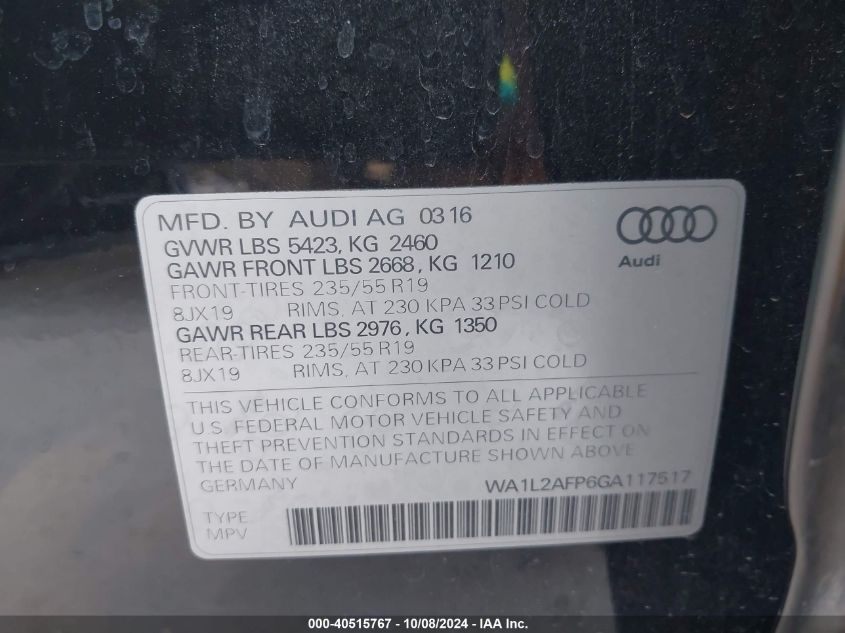 MFD. BY AUDI AG 03 16
GVWR LBS 5423, KG 2460
GAWR FRONT LBS 2668, KG 1210
FRONT-TIRES 235/55 R19
8JX19 RIMS, AT 230 KPA 33 PSI COLD
GAWR REAR LBS 2976, KG 1350
REAR-TIRES 235/55 R19
8JX19 RIMS, AT 230 KPA 33 PSI COLD
Audi
THIS VEHICLE CONFORMS TO ALL APPLICABLE
U.S. FEDERAL MOTOR VEHICLE SAFETY AND
THEFT PREVENTION STANDARDS IN EFFECT ON
THE DATE OF MANUFACTURE SHOWN ABOVE
GERMANY WA1L2AFP6GA117517
TYPE
MPV
000-40515767 - 10/08/2024 - IAA Inc.